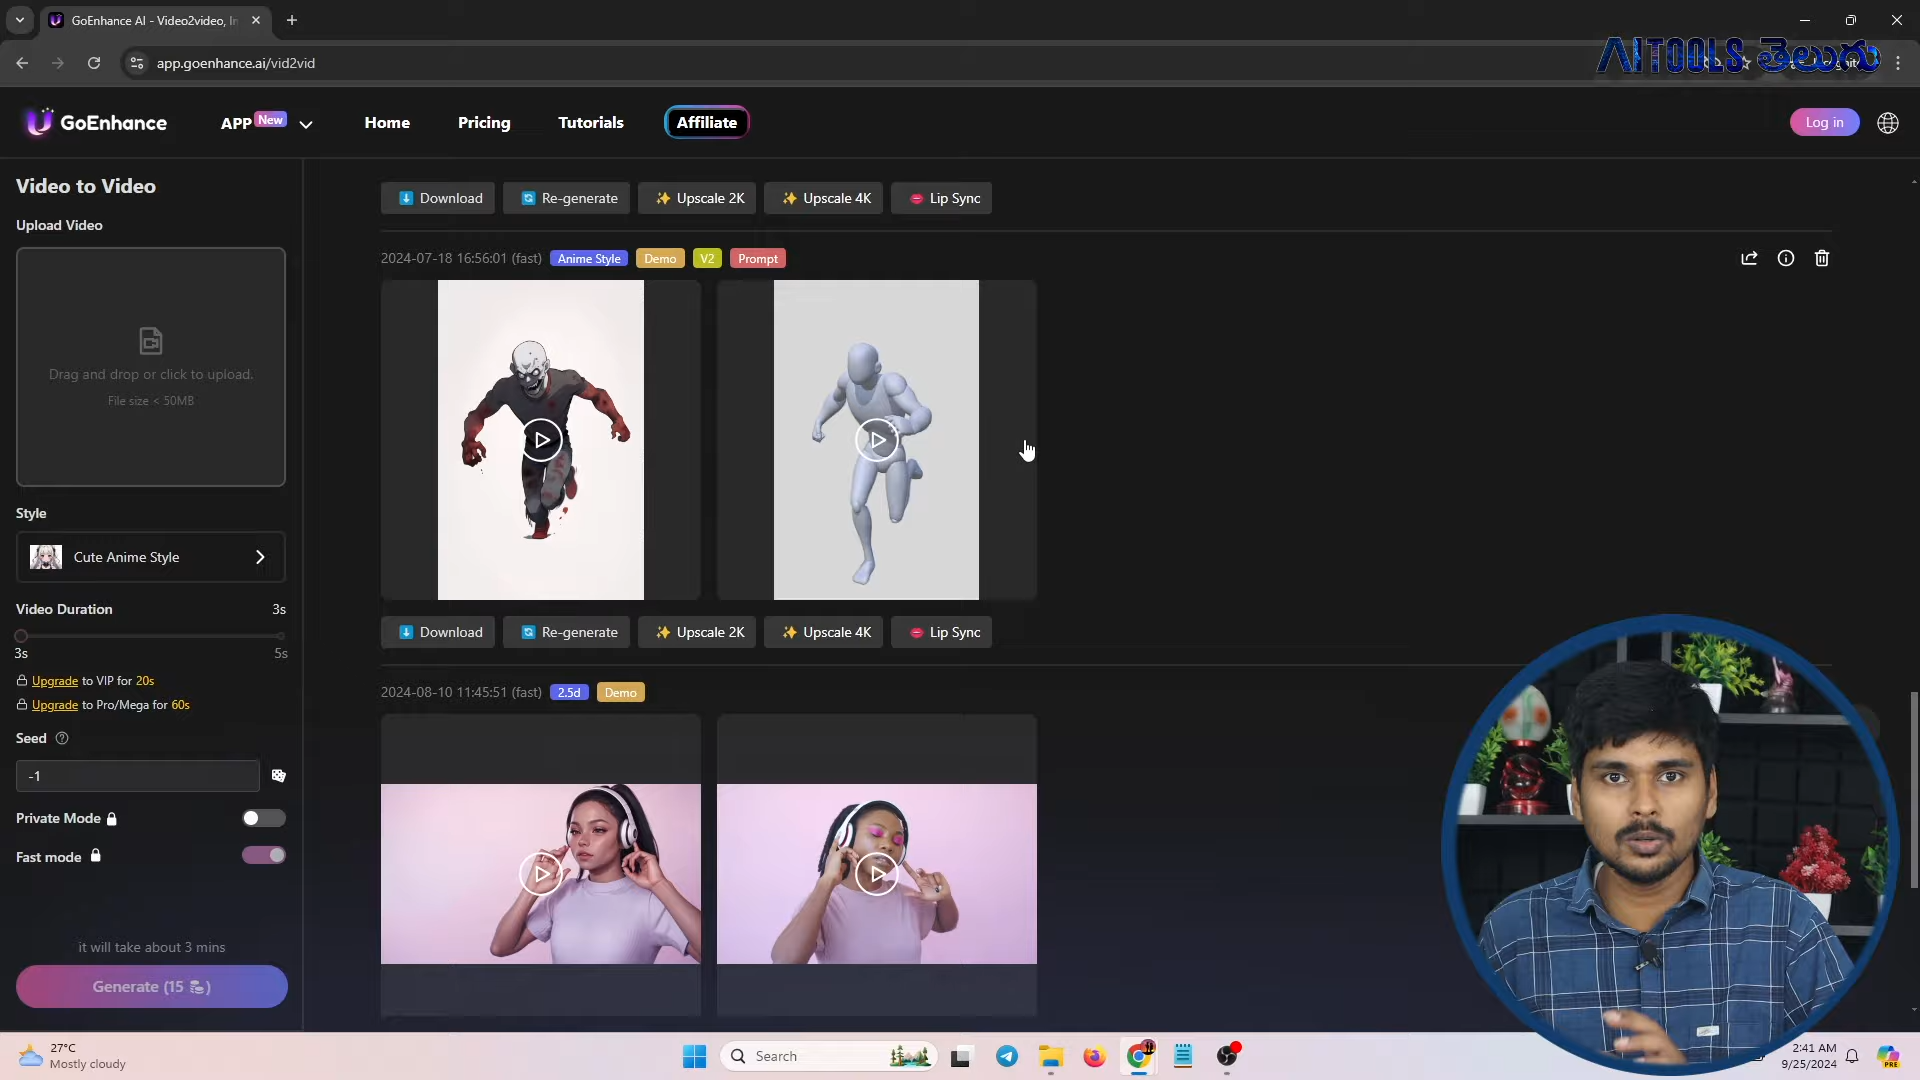 GoEnhance AI - Video2video, In
app.goenhance.ai/vid2vid
AITOOLS తెలుగు
GoEnhance
APP New
Home
Pricing
Tutorials
Affiliate
Log in
Video to Video
Upload Video
Drag and drop or click to upload.
File size < 50MB
Style
Cute Anime Style
Video Duration 3s
3s 5s
Upgrade to VIP for 20s
Upgrade to Pro/Mega for 60s
Seed
-1
Private Mode
Fast mode
it will take about 3 mins
Generate (15 )
Download Re-generate Upscale 2K Upscale 4K Lip Sync
2024-07-18 16:56:01 (fast) Anime Style Demo V2 Prompt
Download Re-generate Upscale 2K Upscale 4K Lip Sync
2024-08-10 11:45:51 (fast) 2.5d Demo
27°C
Mostly cloudy
Search
2:41 AM
9/25/2024
PRE